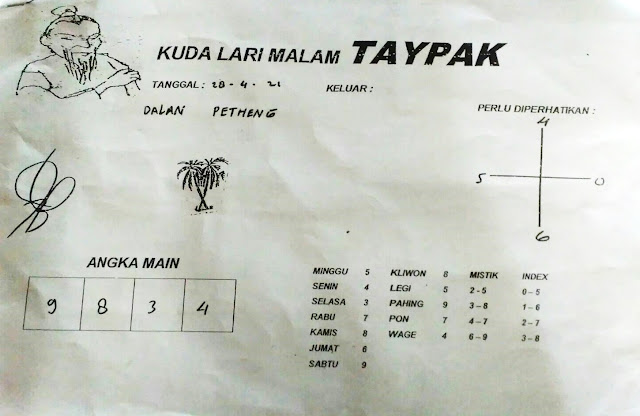 KUDA LARI MALAM TAYPAK
TANGGAL : 28 - 4 - 21 KELUAR :
DALAN PETHENG
PERLU DIPERHATIKAN :
4
5 0
6
ANGKA MAIN
9 8 3 4
MINGGU 5 KLIWON 8 MISTIK INDEX
SENIN 4 LEGI 5 2 - 5 0 - 5
SELASA 3 PAHING 9 3 - 8 1 - 6
RABU 7 PON 7 4 - 7 2 - 7
KAMIS 8 WAGE 4 6 - 9 3 - 8
JUMAT 6
SABTU 9